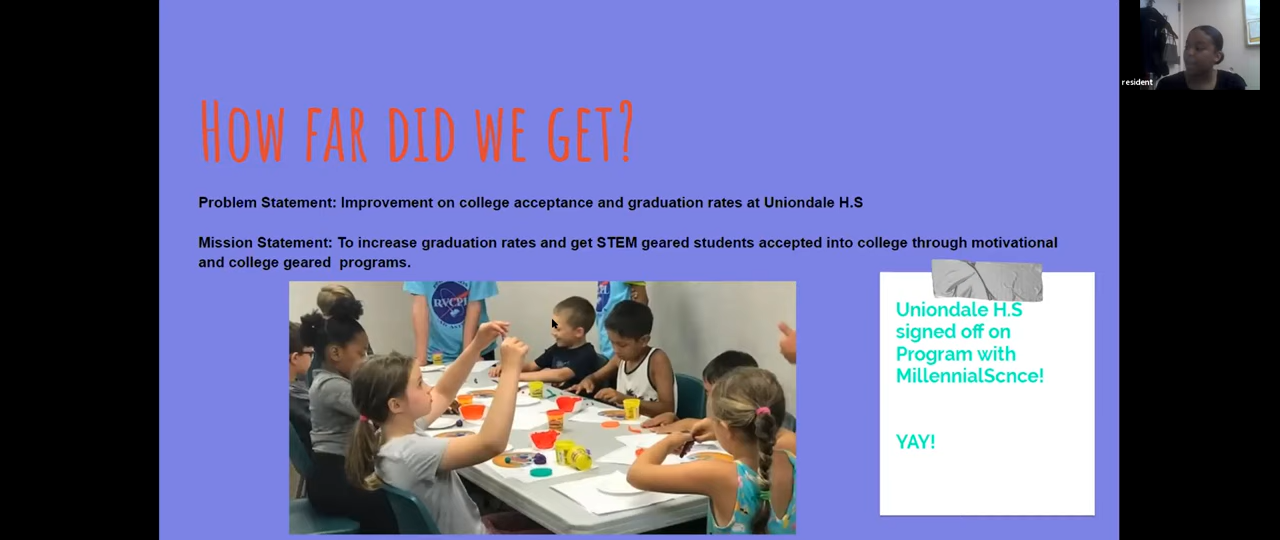 How far did we get?
Problem Statement: Improvement on college acceptance and graduation rates at Uniondale H.S
Mission Statement: To increase graduation rates and get STEM geared students accepted into college through motivational
and college geared programs.
Uniondale H.S
signed off on
Program with
MillennialScnce!
YAY!
resident